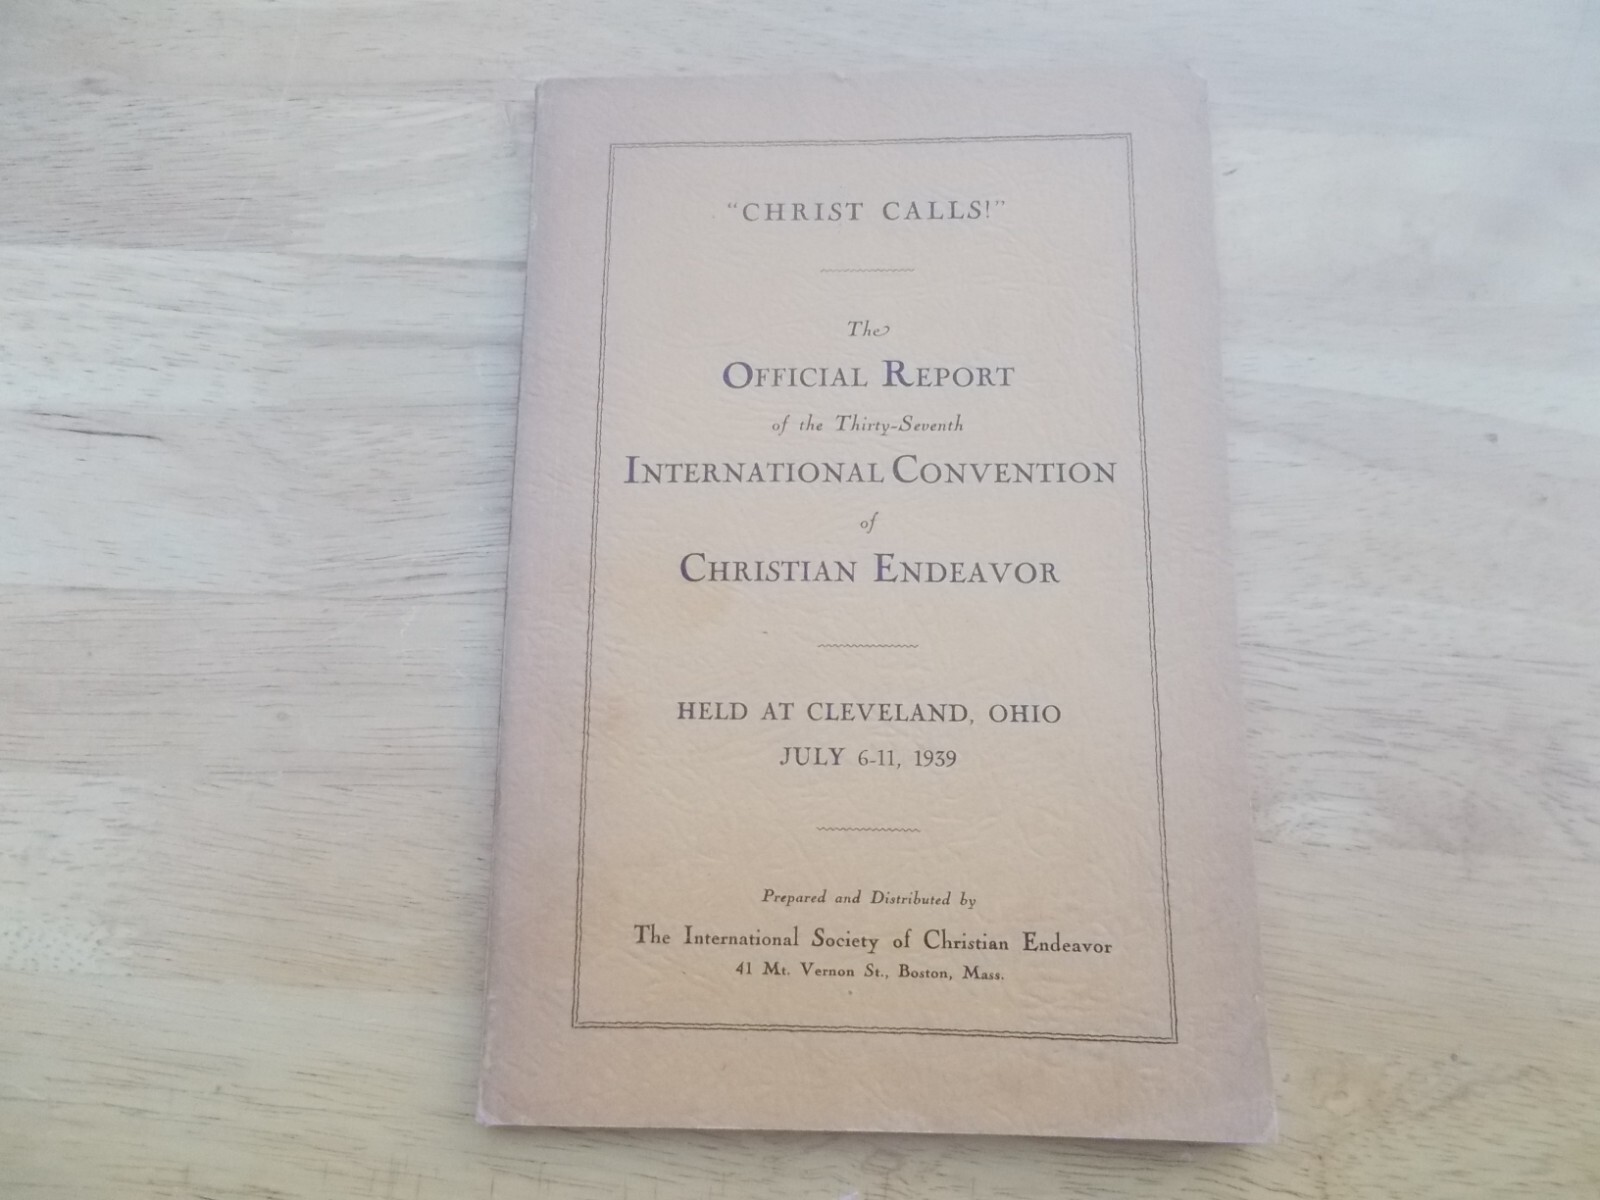 "CHRIST CALLS!"
The
OFFICIAL REPORT
of the Thirty-Seventh
INTERNATIONAL CONVENTION
of
CHRISTIAN ENDEAVOR
HELD AT CLEVELAND, OHIO
JULY 6-11, 1939
Prepared and Distributed by
The International Society of Christian Endeavor
41 Mt. Vernon St., Boston, Mass.